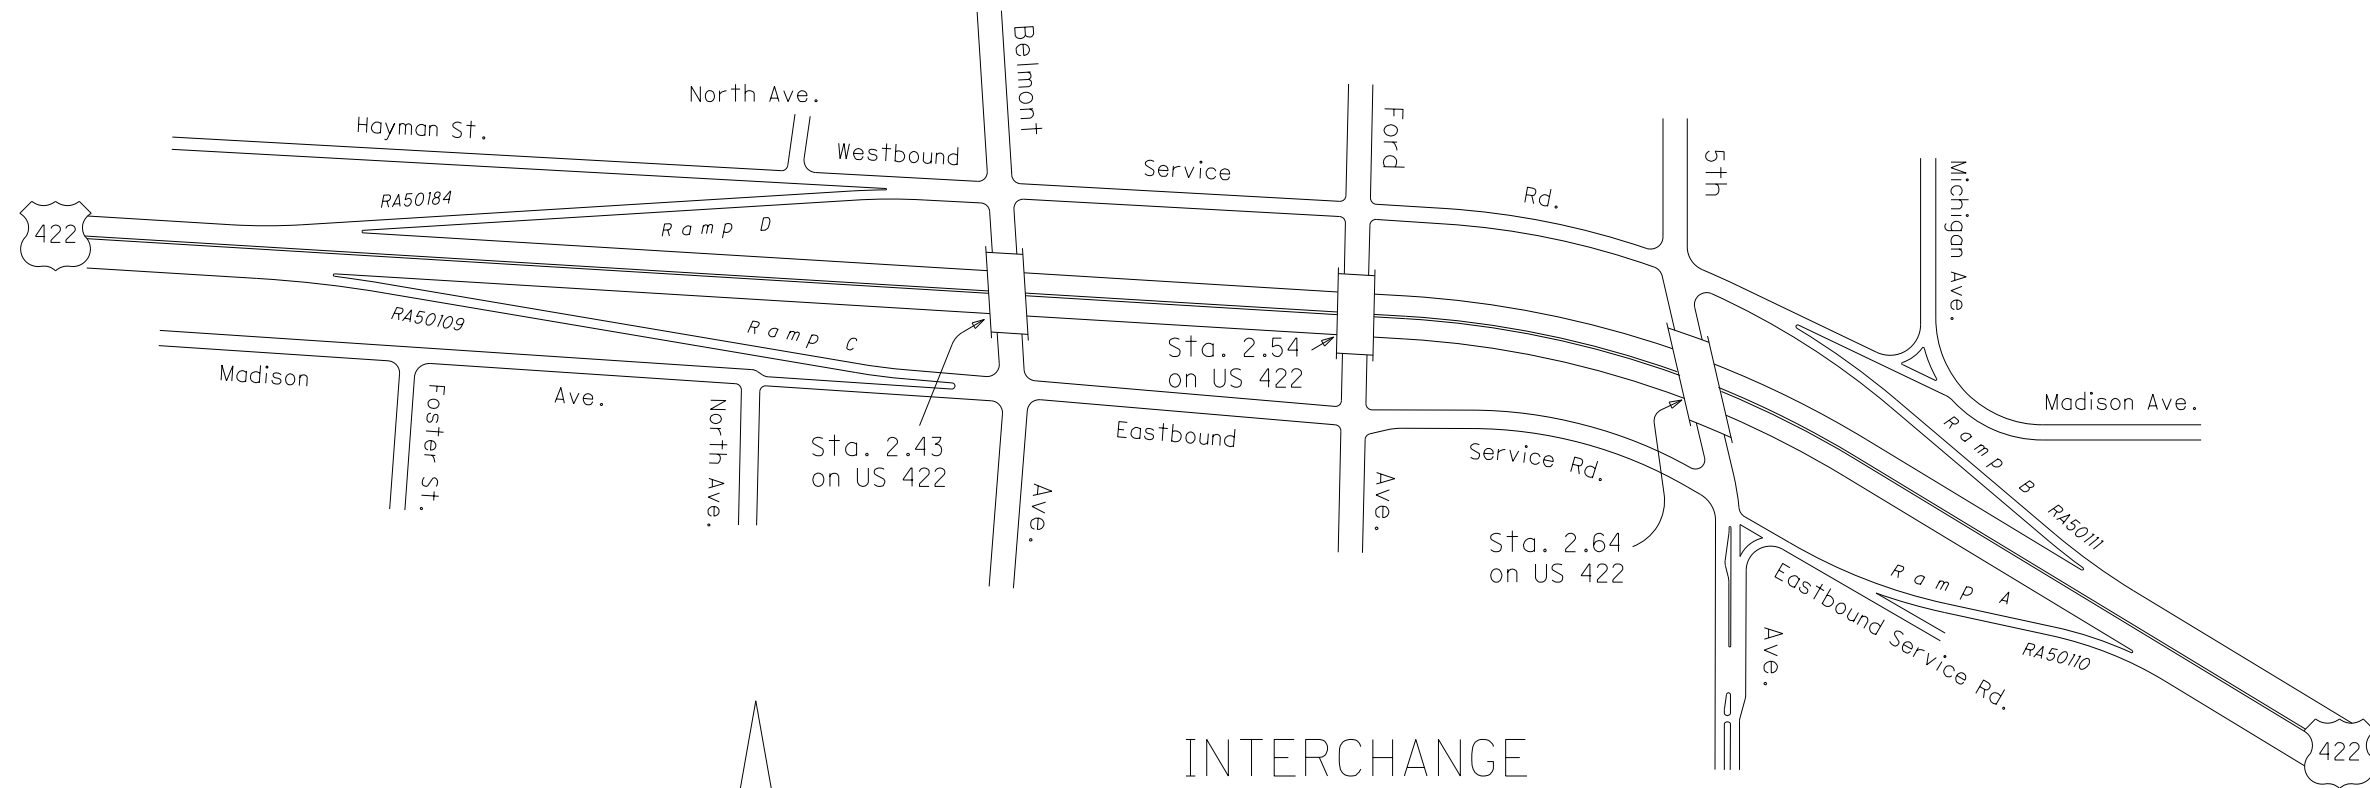 Belmont
Ave.
North Ave.
Hayman St.
Westbound
Service
Rd.
Ford
Ave.
5th
Ave.
Michigan Ave.
RA50184
Ramp D
422
RA50109
Ramp C
Madison
Ave.
Foster St.
North Ave.
Sta. 2.43
on US 422
Sta. 2.54
on US 422
Eastbound
Service Rd.
Sta. 2.64
on US 422
Madison Ave.
Ramp B
RA50111
Ramp A
RA50110
Eastbound Service Rd.
INTERCHANGE
422